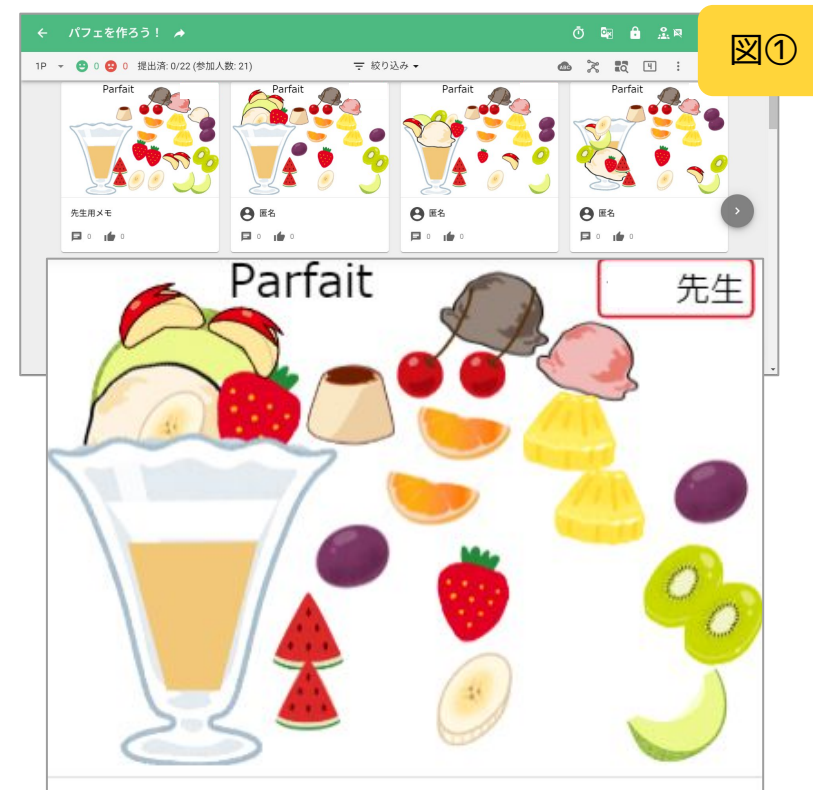 パフェを作ろう！
図①
1P 0 0 提出済: 0/22 (参加人数: 21) 絞り込み ABC
Parfait Parfait Parfait Parfait
先生用メモ 匿名 匿名 匿名
0 0 0 0 0 0 0 0
Parfait
先生